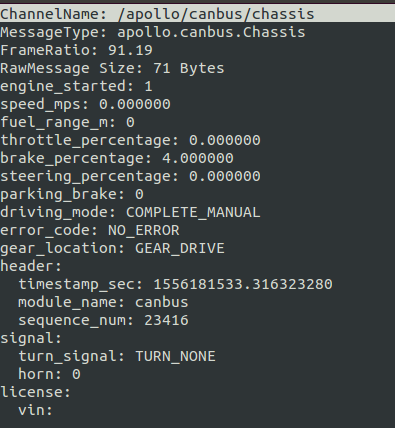 ChannelName: /apollo/canbus/chassis
MessageType: apollo.canbus.Chassis
FrameRatio: 91.19
RawMessage Size: 71 Bytes
engine_started: 1
speed_mps: 0.000000
fuel_range_m: 0
throttle_percentage: 0.000000
brake_percentage: 4.000000
steering_percentage: 0.000000
parking_brake: 0
driving_mode: COMPLETE_MANUAL
error_code: NO_ERROR
gear_location: GEAR_DRIVE
header:
  timestamp_sec: 1556181533.316323280
  module_name: canbus
  sequence_num: 23416
signal:
  turn_signal: TURN_NONE
  horn: 0
license:
  vin: